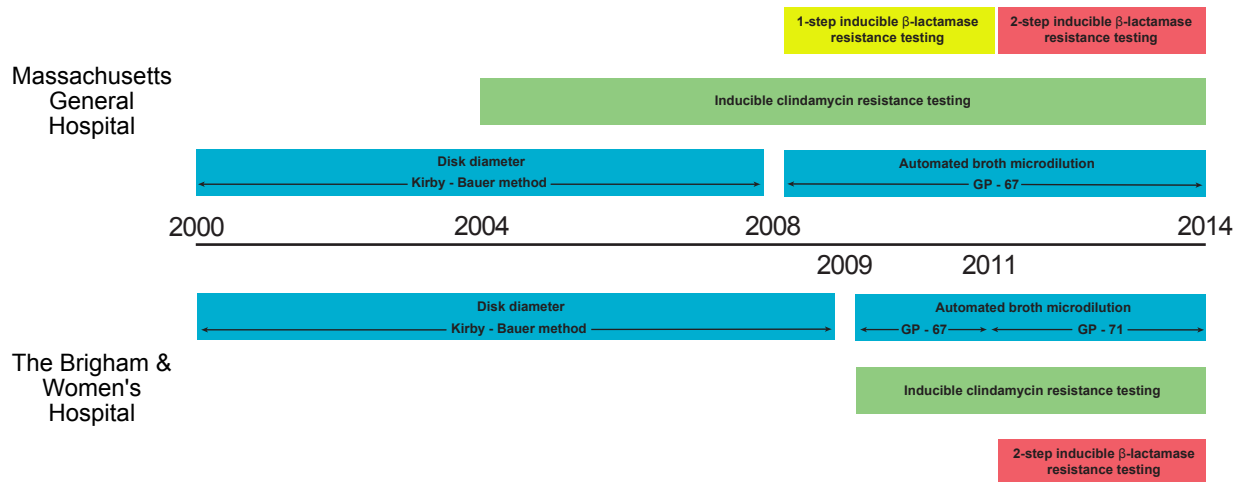 1-step inducible β-lactamase
resistance testing
2-step inducible β-lactamase
resistance testing
Massachusetts
General
Hospital
Inducible clindamycin resistance testing
Disk diameter
Kirby - Bauer method
Automated broth microdilution
GP - 67
2000
2004
2008
2014
2009
2011
Disk diameter
Kirby - Bauer method
Automated broth microdilution
GP - 67
GP - 71
The Brigham &
Women's
Hospital
Inducible clindamycin resistance testing
2-step inducible β-lactamase
resistance testing